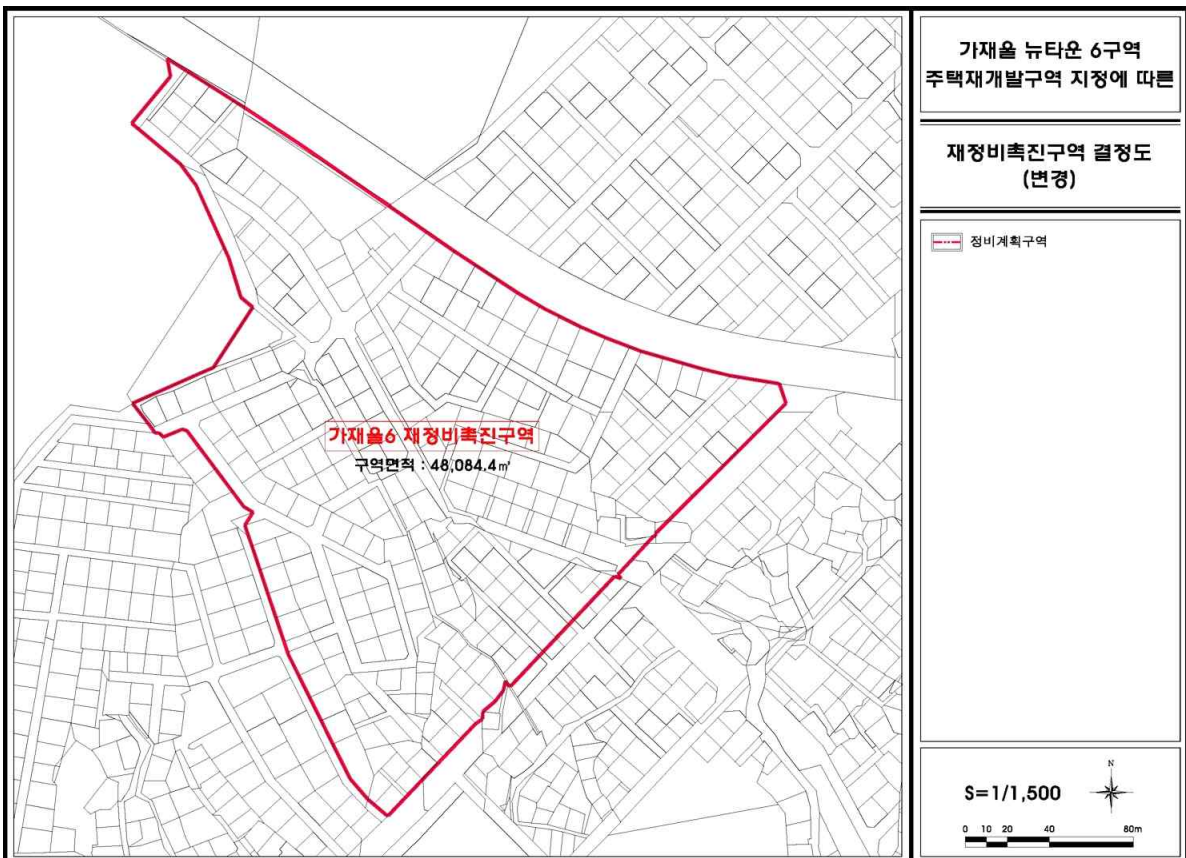 가재울 뉴타운 6구역
주택재개발구역 지정에 따른
재정비촉진구역 결정도
(변경)
정비계획구역
가재울6 재정비촉진구역
구역면적 : 48,084.4㎡
S=1/1,500
N
0 10 20 40 80m